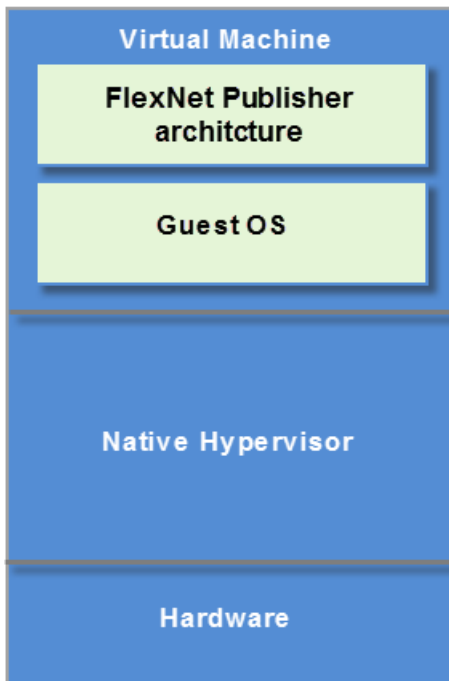 Virtual Machine
FlexNet Publisher
architcture
Guest OS
Native Hypervisor
Hardware